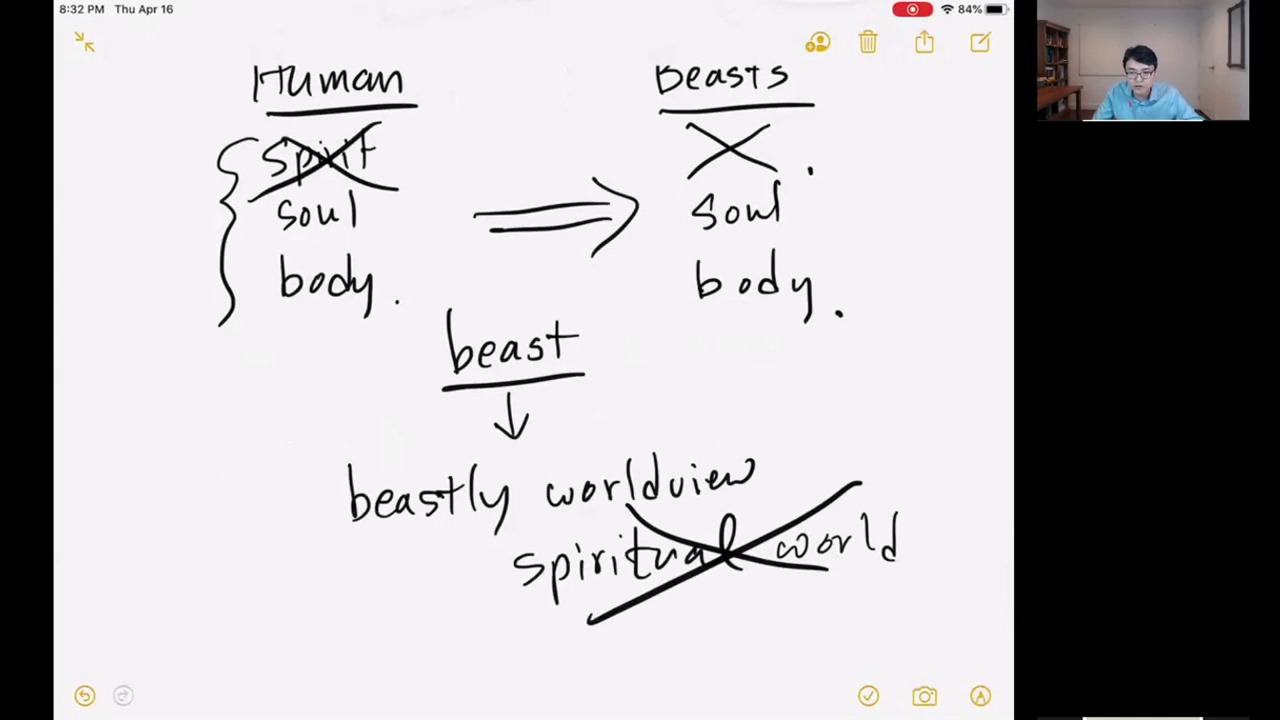 8:32 PM Thu Apr 16 84%
Human Beasts
spirit
soul soul
body. body.
beast
beastly worldview
spiritual world